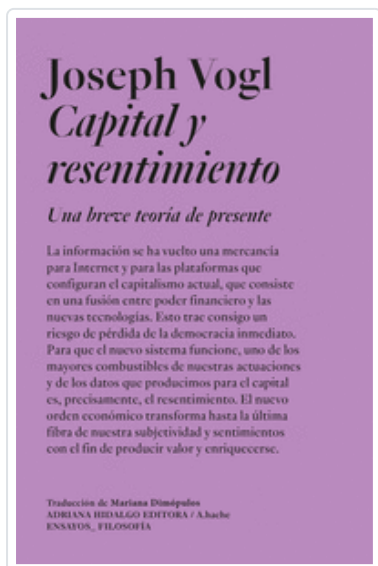 Joseph Vogl
Capital y
resentimiento
Una breve teoría de presente
La información se ha vuelto una mercancía
para Internet y para las plataformas que
configuran el capitalismo actual, que consiste
en una fusión entre poder financiero y las
nuevas tecnologías. Esto trae consigo un
riesgo de pérdida de la democracia inmediato.
Para que el nuevo sistema funcione, uno de los
mayores combustibles de nuestras actuaciones
y de los datos que producimos para el capital
es, precisamente, el resentimiento. El nuevo
orden económico transforma hasta la última
fibra de nuestra subjetividad y sentimientos
con el fin de producir valor y enriquecerse.
Traducción de Mariana Dimópulos
ADRIANA HIDALGO EDITORA / A.hache
ENSAYOS_ FILOSOFÍA